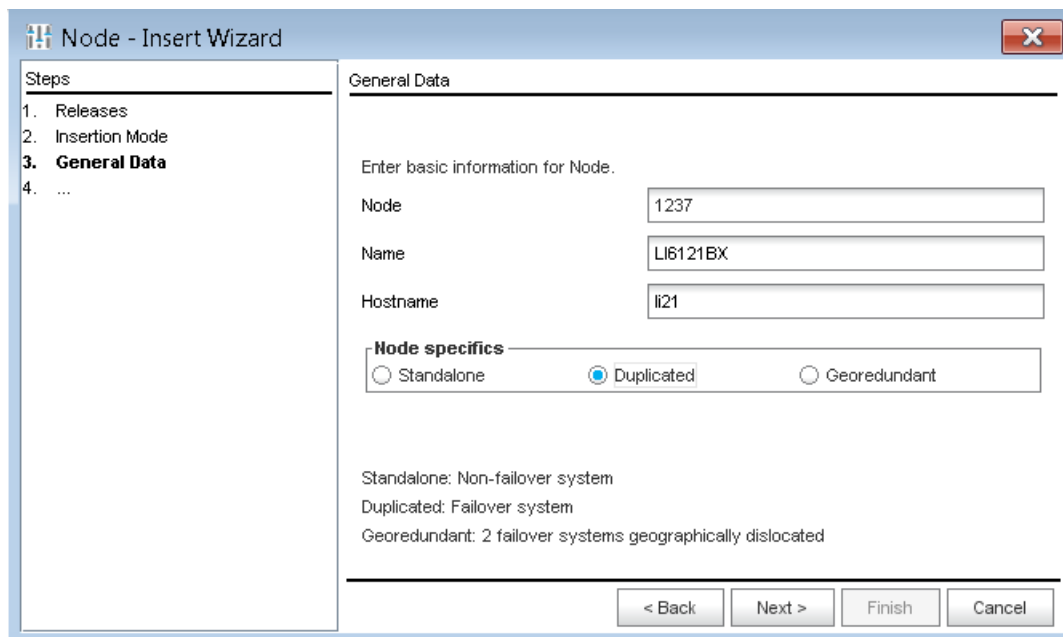 Node - Insert Wizard
Steps
1. Releases
2. Insertion Mode
3. General Data
4. ...
General Data
Enter basic information for Node.
Node 1237
Name LI6121BX
Hostname li21
Node specifics
Standalone Duplicated Georedundant
Standalone: Non-failover system
Duplicated: Failover system
Georedundant: 2 failover systems geographically dislocated
< Back Next > Finish Cancel